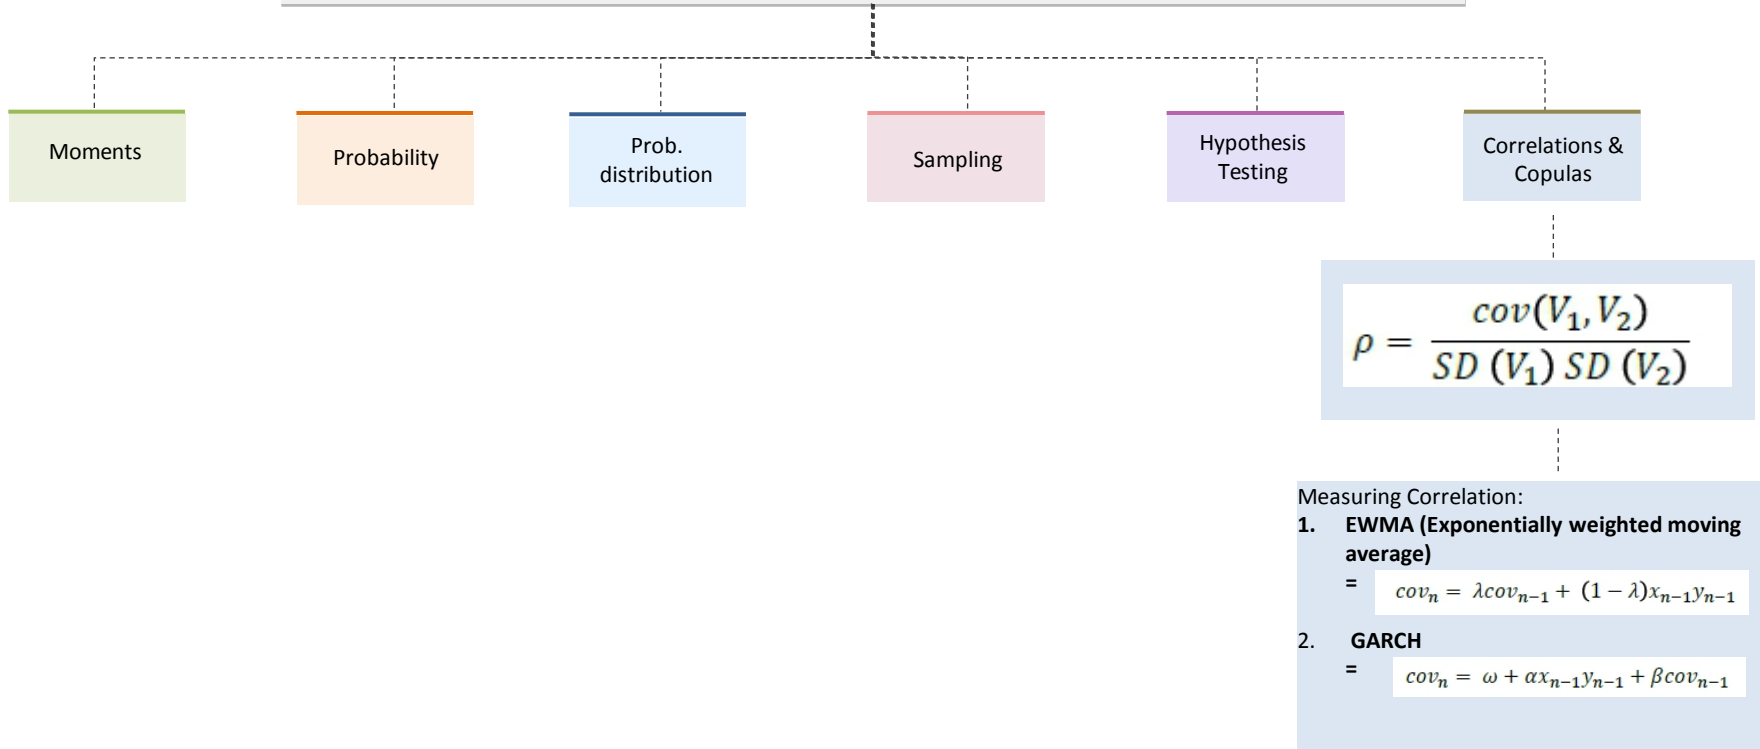 Moments
Probability
Prob.
distribution
Sampling
Hypothesis
Testing
Correlations &
Copulas
ρ = cov(V₁, V₂) / SD (V₁) SD (V₂)
Measuring Correlation:
1. EWMA (Exponentially weighted moving
average)
= covₙ = λcovₙ₋₁ + (1 − λ)xₙ₋₁yₙ₋₁
2. GARCH
= covₙ = ω + αxₙ₋₁yₙ₋₁ + βcovₙ₋₁